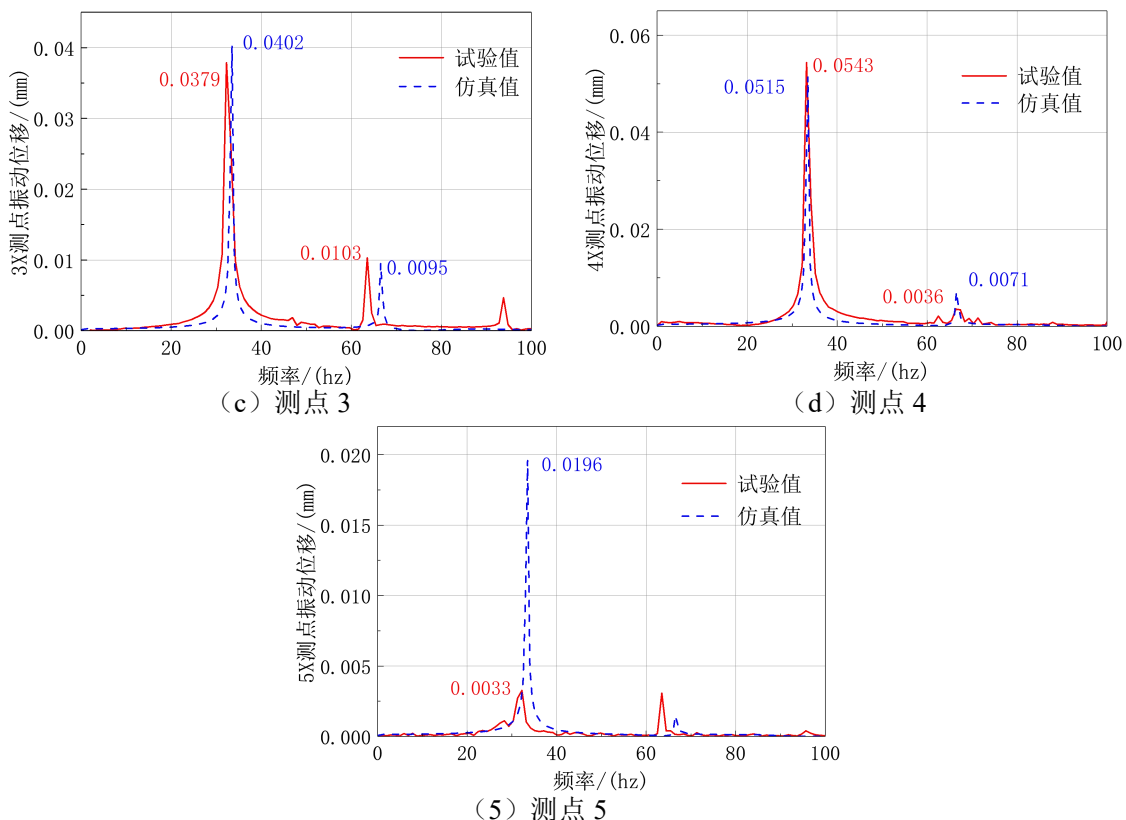 3X测点振动位移/(mm)
0.04
0.03
0.02
0.01
0.00
0.0402
0.0379
试验值
仿真值
0.0103
0.0095
0 20 40 60 80 100
频率/(hz)
(c)测点 3
4X测点振动位移/(mm)
0.06
0.04
0.02
0.00
0.0543
0.0515
试验值
仿真值
0.0071
0.0036
0 20 40 60 80 100
频率/(hz)
(d)测点 4
5X测点振动位移/(mm)
0.020
0.015
0.010
0.005
0.000
0.0196
试验值
仿真值
0.0033
0 20 40 60 80 100
频率/(hz)
(5)测点 5